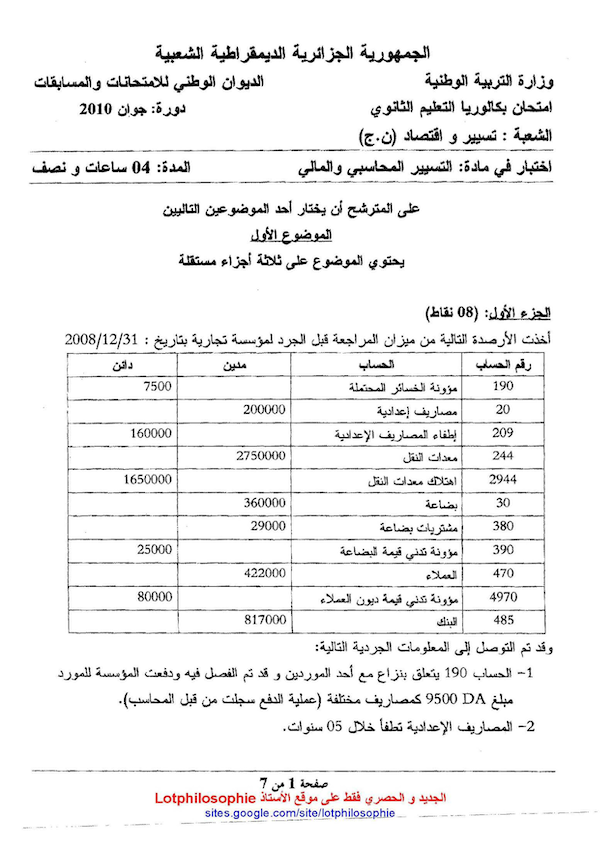 الجمهورية الجزائرية الديمقراطية الشعبية
وزارة التربية الوطنية الديوان الوطني للامتحانات والمسابقات
امتحان بكالوريا التعليم الثانوي دورة: جوان 2010
الشعبة : تسيير و اقتصاد (ن.ج)
اختبار في مادة: التسيير المحاسبي والمالي المدة: 04 ساعات و نصف
على المترشح أن يختار أحد الموضوعين التاليين
الموضوع الأول
يحتوي الموضوع على ثلاثة أجزاء مستقلة
الجزء الأول: (08 نقاط)
أخذت الأرصدة التالية من ميزان المراجعة قبل الجرد لمؤسسة تجارية بتاريخ : 2008/12/31
رقم الحساب الحساب مدين دائن
190 مؤونة الخسائر المحتملة 7500
20 مصاريف إعدادية 200000
209 إطفاء المصاريف الإعدادية 160000
244 معدات النقل 2750000
2944 اهتلاك معدات النقل 1650000
30 بضاعة 360000
380 مشتريات بضاعة 29000
390 مؤونة تدني قيمة البضاعة 25000
470 العملاء 422000
4970 مؤونة تدني قيمة ديون العملاء 80000
485 البنك 817000
وقد تم التوصل إلى المعلومات الجردية التالية:
1- الحساب 190 يتعلق بنزاع مع أحد الموردين و قد تم الفصل فيه ودفعت المؤسسة للمورد
مبلغ 9500 DA كمصاريف مختلفة (عملية الدفع سجلت من قبل المحاسب).
2- المصاريف الإعدادية تطفأ خلال 05 سنوات.
صفحة 1 من 7
الجديد و الحصري فقط على موقع الأستاذ Lotphilosophie
sites.google.com/site/lotphilosophie